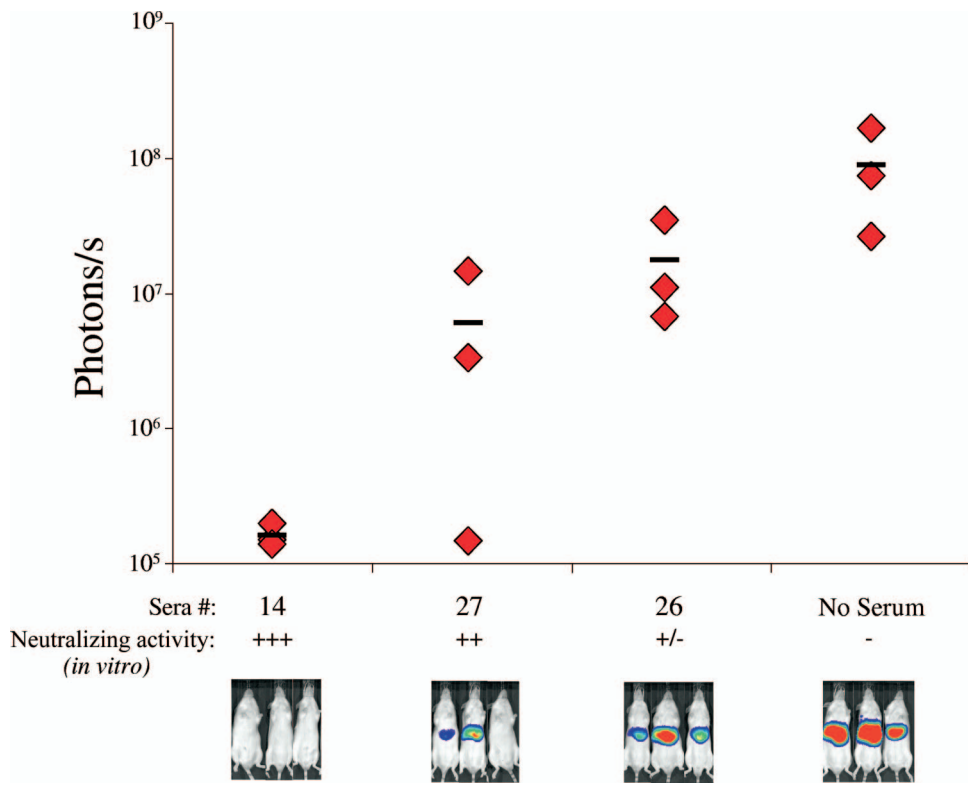 10⁹
10⁸
10⁷
10⁶
10⁵
Photons/s
Sera #: 14 27 26 No Serum
Neutralizing activity: +++ ++ +/- -
(in vitro)